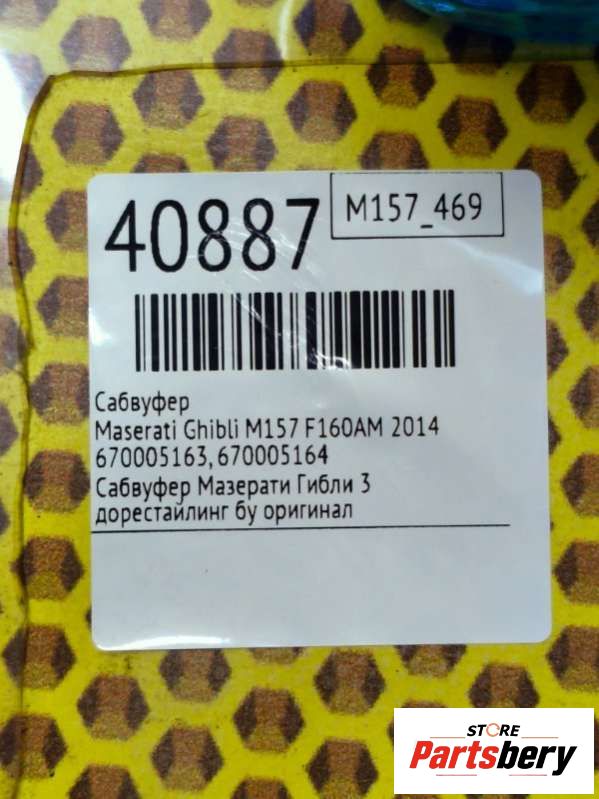 40887
M157_469
Сабвуфер
Maserati Ghibli M157 F160AM 2014
670005163, 670005164
Сабвуфер Мазерати Гибли 3
дорестайлинг бу оригинал
STORE
Partsbery